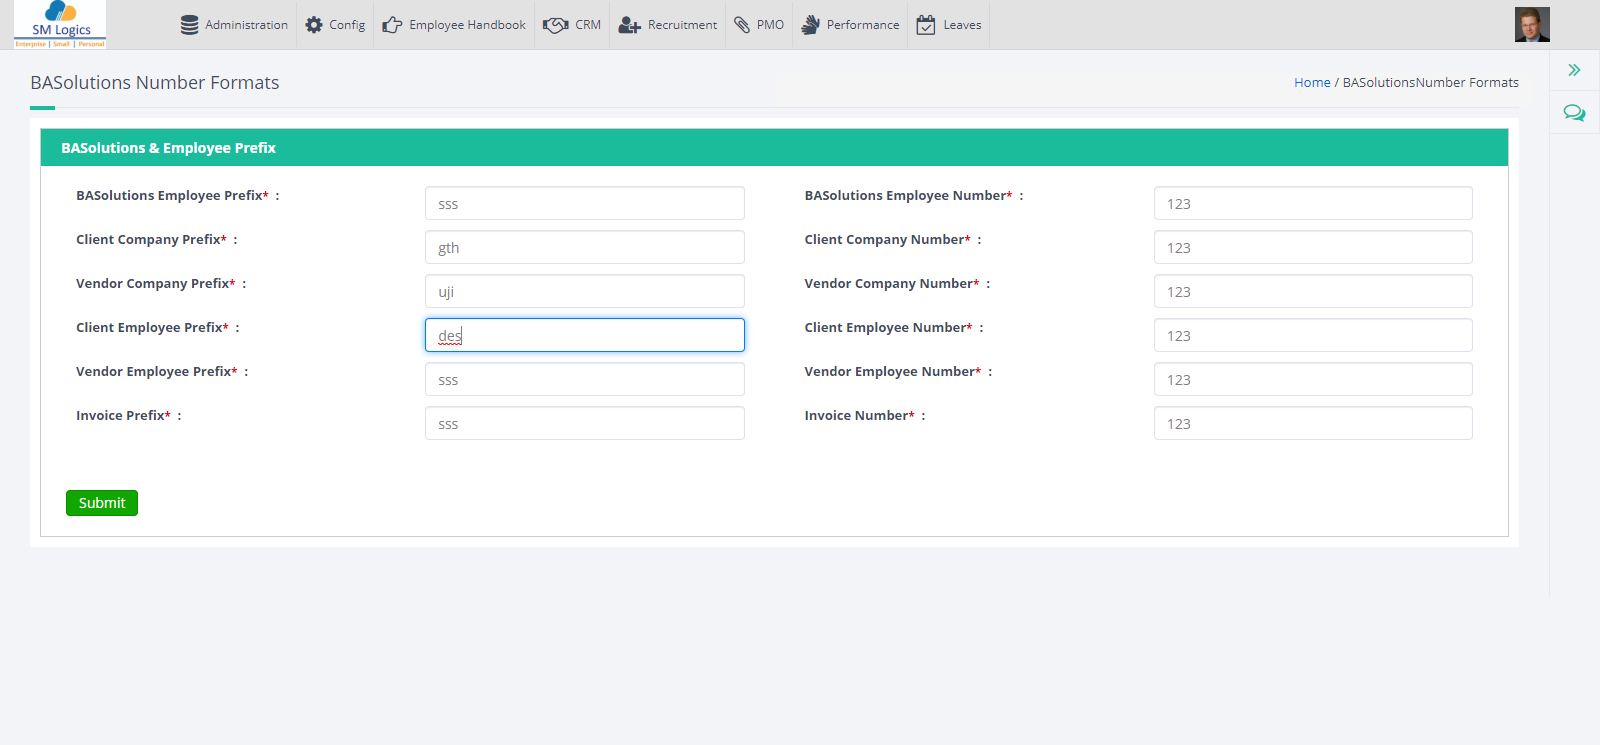 SM Logics
Enterprise | Small | Personal
Administration Config Employee Handbook CRM Recruitment PMO Performance Leaves
BASolutions Number Formats
Home / BASolutionsNumber Formats
BASolutions & Employee Prefix
BASolutions Employee Prefix* : sss BASolutions Employee Number* : 123
Client Company Prefix* : gth Client Company Number* : 123
Vendor Company Prefix* : uji Vendor Company Number* : 123
Client Employee Prefix* : des Client Employee Number* : 123
Vendor Employee Prefix* : sss Vendor Employee Number* : 123
Invoice Prefix* : sss Invoice Number* : 123
Submit